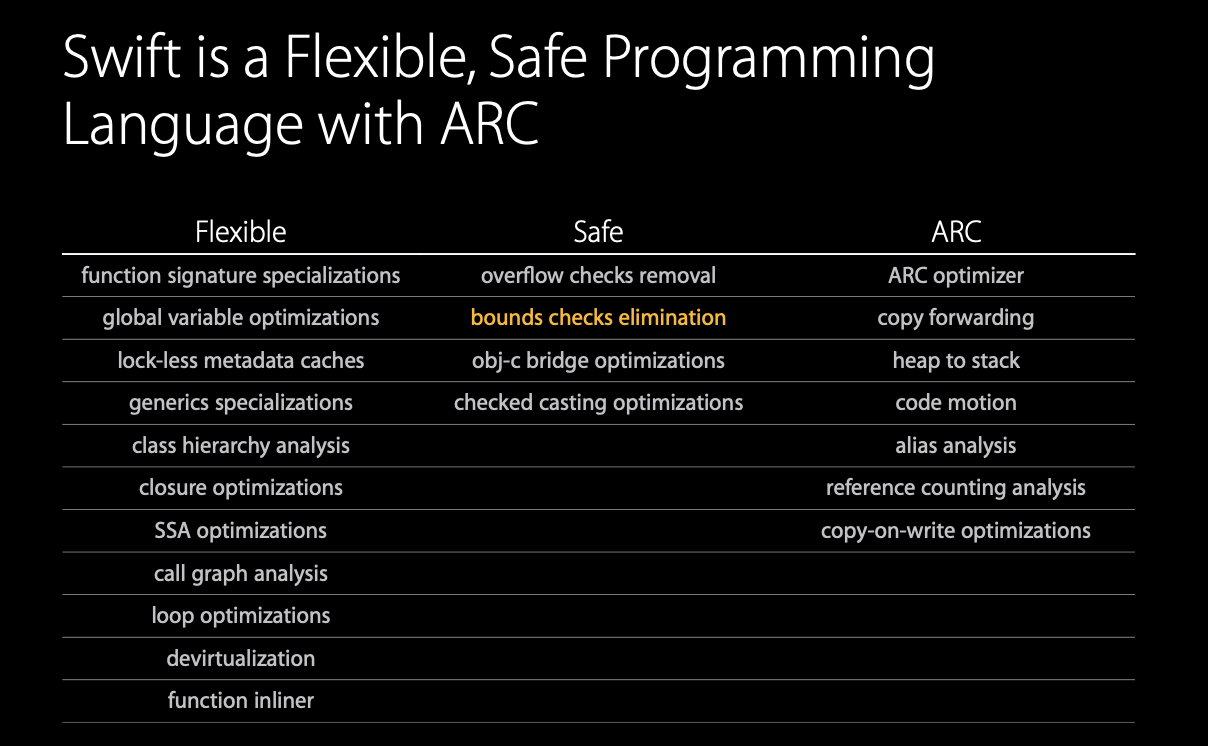 Swift is a Flexible, Safe Programming
Language with ARC
Flexible Safe ARC
function signature specializations overflow checks removal ARC optimizer
global variable optimizations bounds checks elimination copy forwarding
lock-less metadata caches obj-c bridge optimizations heap to stack
generics specializations checked casting optimizations code motion
class hierarchy analysis alias analysis
closure optimizations reference counting analysis
SSA optimizations copy-on-write optimizations
call graph analysis
loop optimizations
devirtualization
function inliner